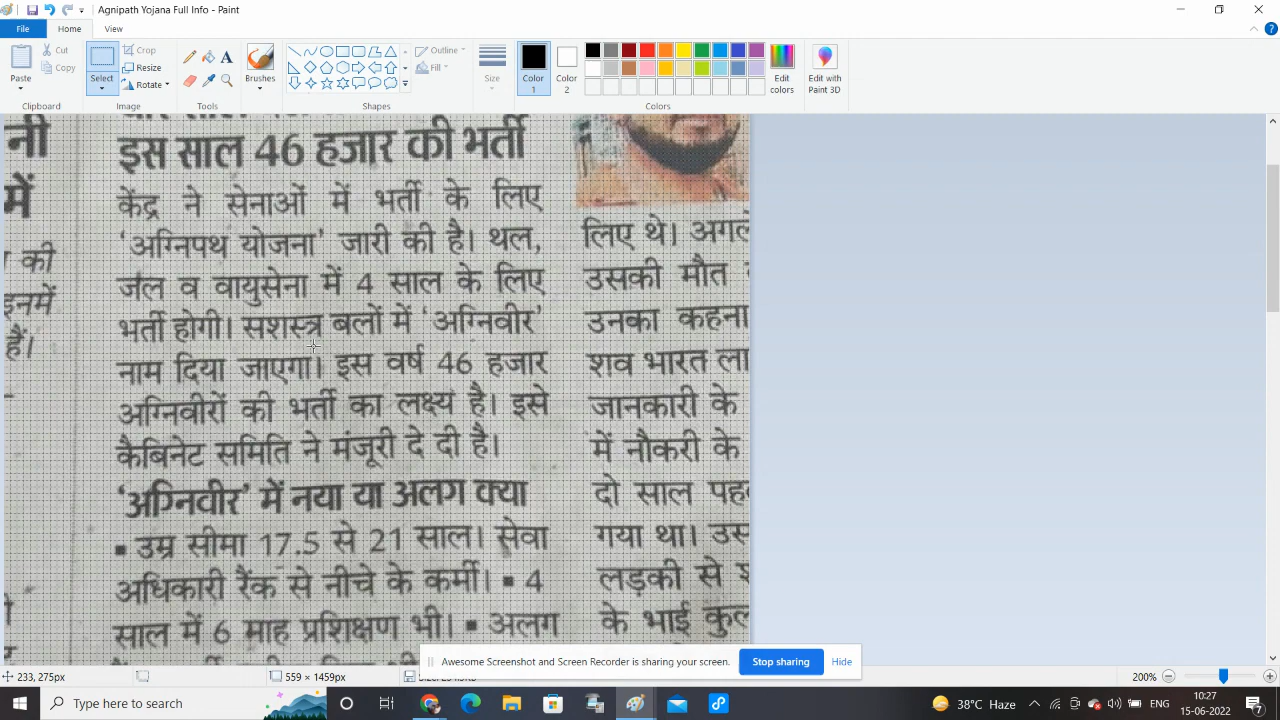 Agnipath Yojana Full Info - Paint
File Home View
Paste
Cut
Copy
Clipboard
Select
Crop
Resize
Rotate
Image
Tools
Brushes
Shapes
Outline
Fill
Size
Color 1
Color 2
Colors
Edit colors
Edit with Paint 3D
नी
में
की
इनमें
हैं।
इस साल 46 हजार की भर्ती
केंद्र ने सेनाओं में भर्ती के लिए
‘अग्निपथ योजना’ जारी की है। थल,
जल व वायुसेना में 4 साल के लिए
भर्ती होगी। सशस्त्र बलों में ‘अग्निवीर’
नाम दिया जाएगा। इस वर्ष 46 हजार
अग्निवीरों की भर्ती का लक्ष्य है। इसे
कैबिनेट समिति ने मंजूरी दे दी है।
‘अग्निवीर’ में नया या अलग क्या
▪ उम्र सीमा 17.5 से 21 साल। सेवा
अधिकारी रैंक से नीचे के कर्मी। ▪ 4
साल में 6 माह प्रशिक्षण भी। ▪ अलग
लिए थे। अगले
उसकी मौत
उनका कहना
शव भारत ला
जानकारी के
में नौकरी के
दो साल पह
गया था। उस
लड़की से
के भाई कुल
Awesome Screenshot and Screen Recorder is sharing your screen. Stop sharing Hide
233, 275px
559 × 1459px
Type here to search
38°C Haze
ENG
10:27
15-06-2022
7